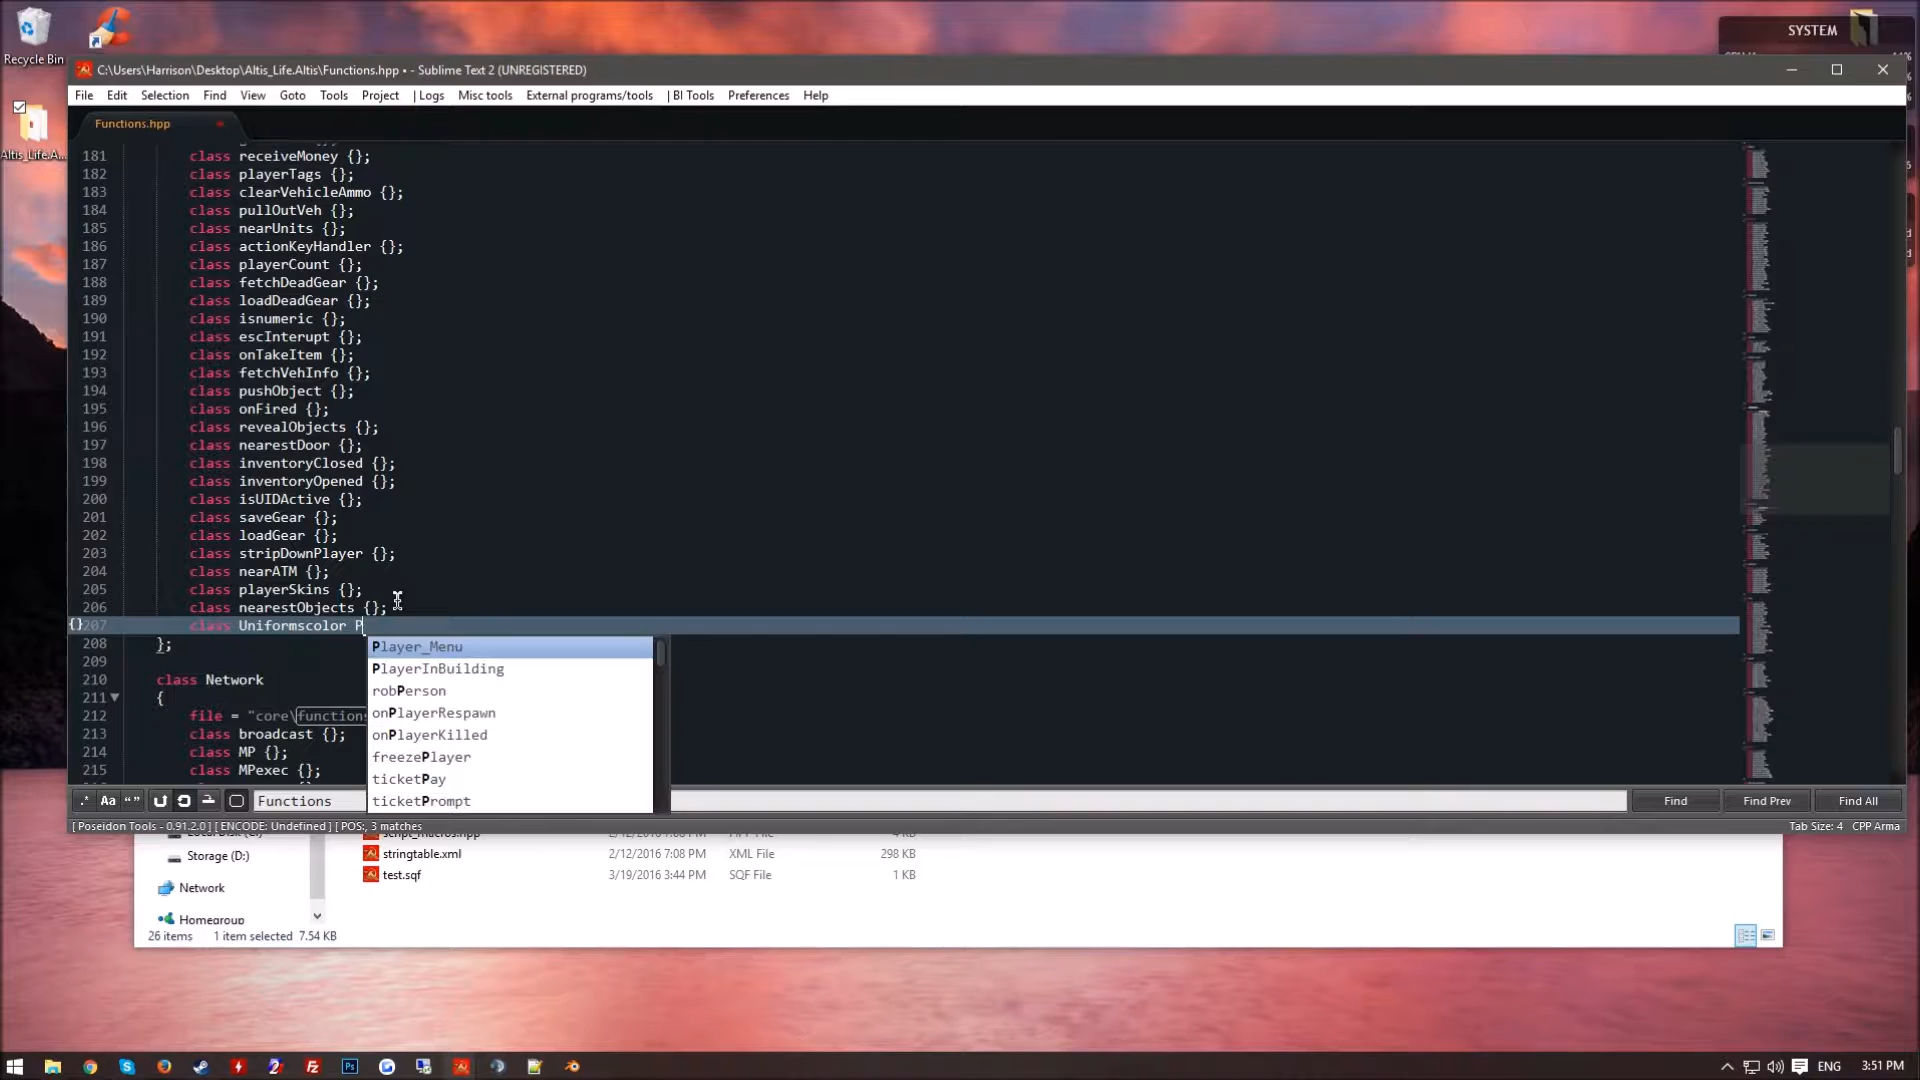 SYSTEM
Recycle Bin
C:\Users\Harrison\Desktop\Altis_Life.Altis\Functions.hpp • - Sublime Text 2 (UNREGISTERED)
File Edit Selection Find View Goto Tools Project | Logs Misc tools External programs/tools | BI Tools Preferences Help
Functions.hpp
Altis_Life.A...
181 class receiveMoney {};
182 class playerTags {};
183 class clearVehicleAmmo {};
184 class pullOutVeh {};
185 class nearUnits {};
186 class actionKeyHandler {};
187 class playerCount {};
188 class fetchDeadGear {};
189 class loadDeadGear {};
190 class isnumeric {};
191 class escInterupt {};
192 class onTakeItem {};
193 class fetchVehInfo {};
194 class pushObject {};
195 class onFired {};
196 class revealObjects {};
197 class nearestDoor {};
198 class inventoryClosed {};
199 class inventoryOpened {};
200 class isUIDActive {};
201 class saveGear {};
202 class loadGear {};
203 class stripDownPlayer {};
204 class nearATM {};
205 class playerSkins {};
206 class nearestObjects {};
{}207 class Uniformscolor P
208 };
209
210 class Network
211 {
212 file = "core\functions
213 class broadcast {};
214 class MP {};
215 class MPexec {};
Player_Menu
PlayerInBuilding
robPerson
onPlayerRespawn
onPlayerKilled
freezePlayer
ticketPay
ticketPrompt
.* Aa “ ” Functions Find Find Prev Find All
[ Poseidon Tools - 0.91.2.0 ] [ ENCODE: Undefined ] [ POS:, 3 matches Tab Size: 4 CPP Arma
Storage (D:) stringtable.xml 2/12/2016 7:08 PM XML File 298 KB
test.sqf 3/19/2016 3:44 PM SQF File 1 KB
Network
Homegroup
26 items 1 item selected 7.54 KB
ENG 3:51 PM